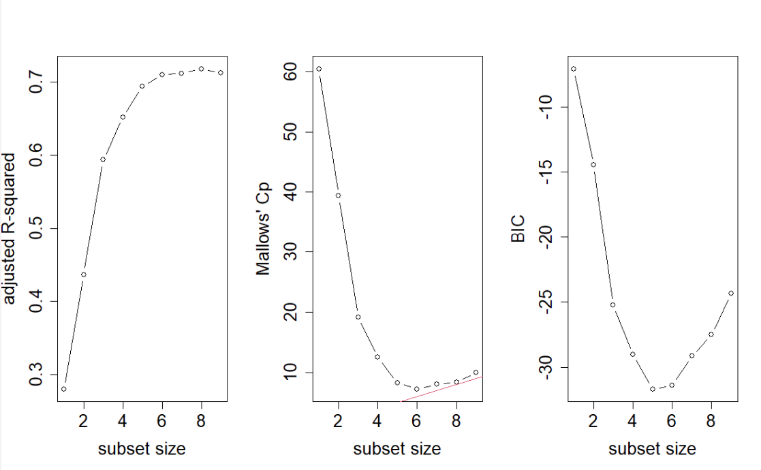 adjusted R-squared
0.3 0.4 0.5 0.6 0.7
2 4 6 8
subset size
Mallows' Cp
10 20 30 40 50 60
2 4 6 8
subset size
BIC
-30 -25 -20 -15 -10
2 4 6 8
subset size